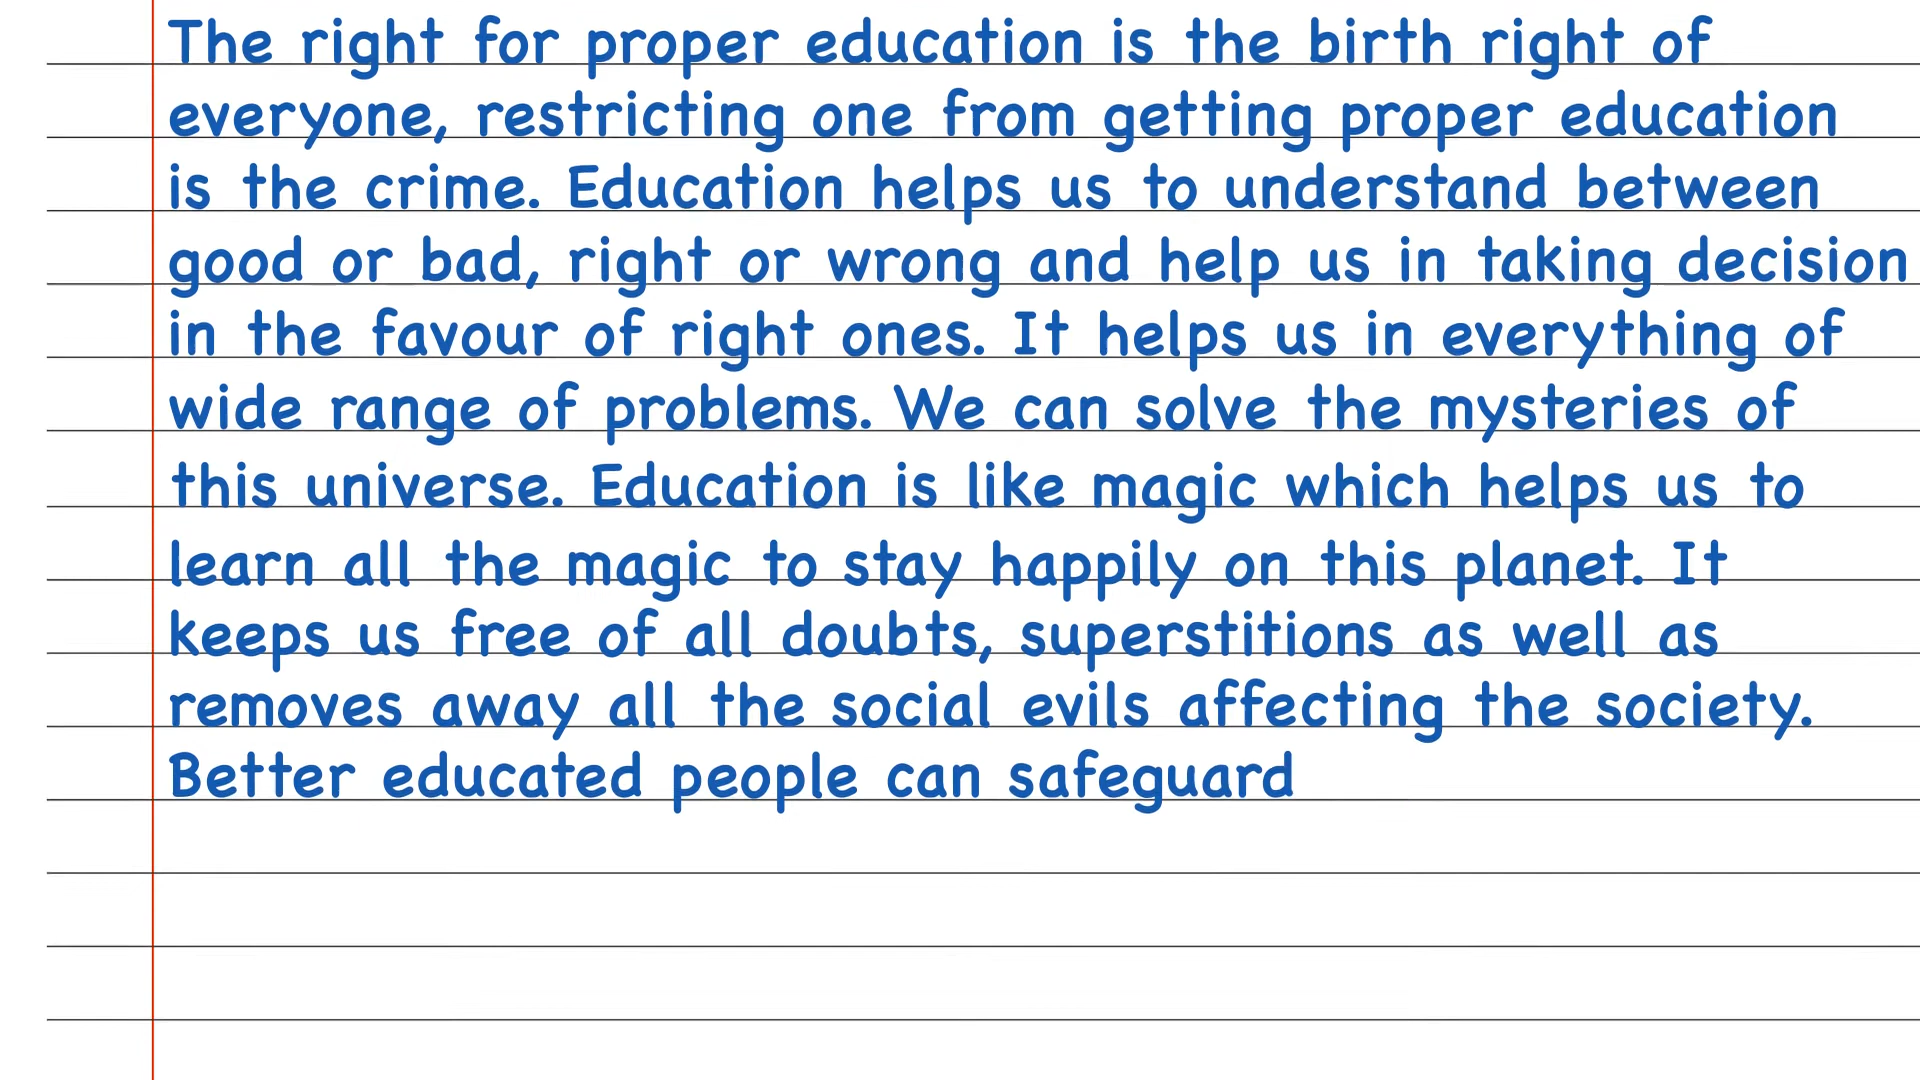 The right for proper education is the birth right of
everyone, restricting one from getting proper education
is the crime. Education helps us to understand between
good or bad, right or wrong and help us in taking decision
in the favour of right ones. It helps us in everything of
wide range of problems. We can solve the mysteries of
this universe. Education is like magic which helps us to
learn all the magic to stay happily on this planet. It
keeps us free of all doubts, superstitions as well as
removes away all the social evils affecting the society.
Better educated people can safeguard